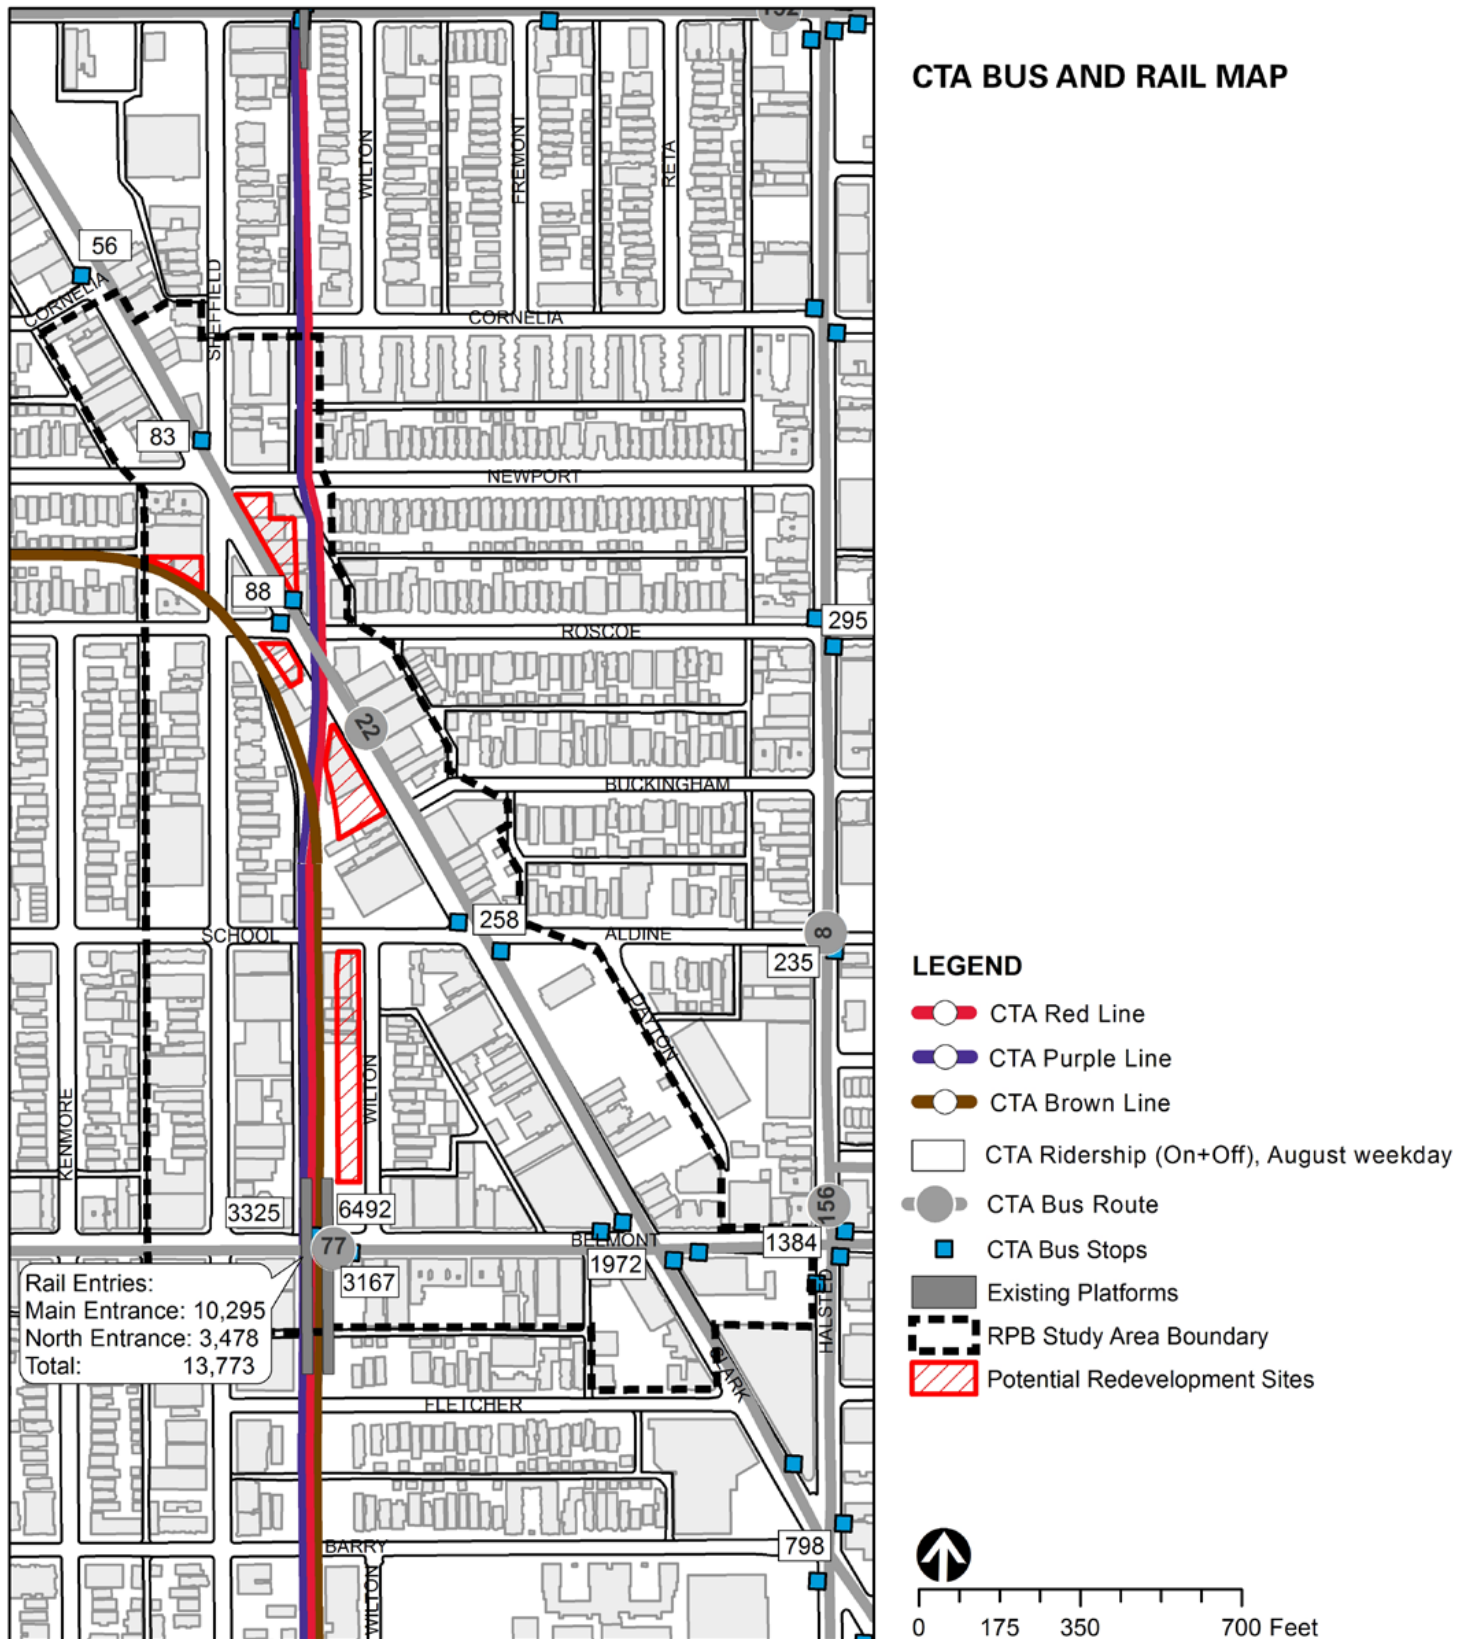 152
CTA BUS AND RAIL MAP
WILTON
FREMONT
RETA
56
CORNELIA
SHEFFIELD
CORNELIA
83
NEWPORT
88
295
ROSCOE
22
BUCKINGHAM
258
SCHOOL
ALDINE
8
235
DAYTON
KENMORE
WILTON
3325
6492
156
77
BELMONT
1384
1972
3167
HALSTED
Rail Entries:
Main Entrance: 10,295
North Entrance: 3,478
Total: 13,773
CLARK
FLETCHER
798
BARRY
WILTON
LEGEND
CTA Red Line
CTA Purple Line
CTA Brown Line
CTA Ridership (On+Off), August weekday
CTA Bus Route
CTA Bus Stops
Existing Platforms
RPB Study Area Boundary
Potential Redevelopment Sites
0 175 350 700 Feet